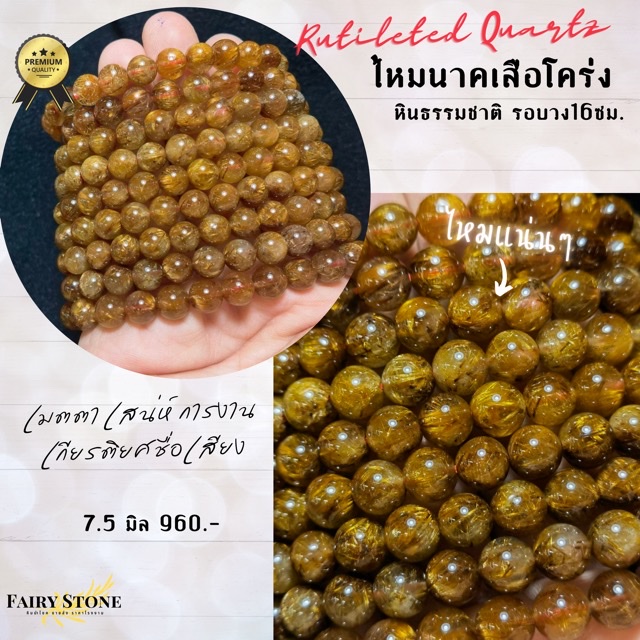 PREMIUM
QUALITY
Rutileted Quartz
ไหมนาคเสือโคร่ง
หินธรรมชาติ รอบวง16ซม.
ไหมแน่นๆ
เมตตา เสน่ห์ การงาน
เกียรติยศชื่อเสียง
7.5 มิล 960.-
FAIRY STONE